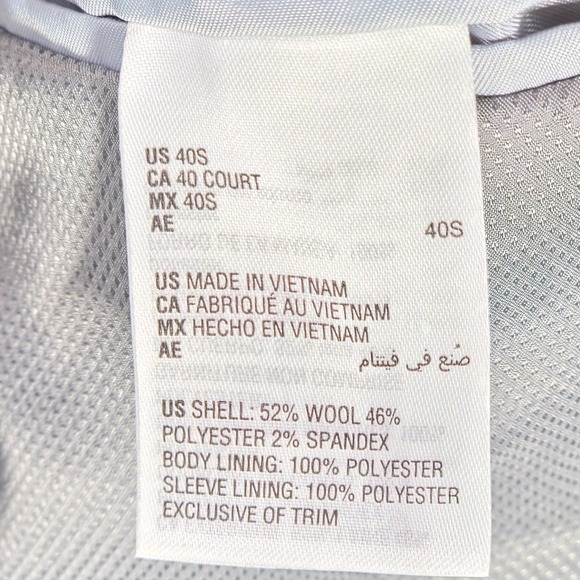 US 40S
CA 40 COURT
MX 40S
AE 40S
US MADE IN VIETNAM
CA FABRIQUÉ AU VIETNAM
MX HECHO EN VIETNAM
AE صُنع في فيتنام
US SHELL: 52% WOOL 46%
POLYESTER 2% SPANDEX
BODY LINING: 100% POLYESTER
SLEEVE LINING: 100% POLYESTER
EXCLUSIVE OF TRIM